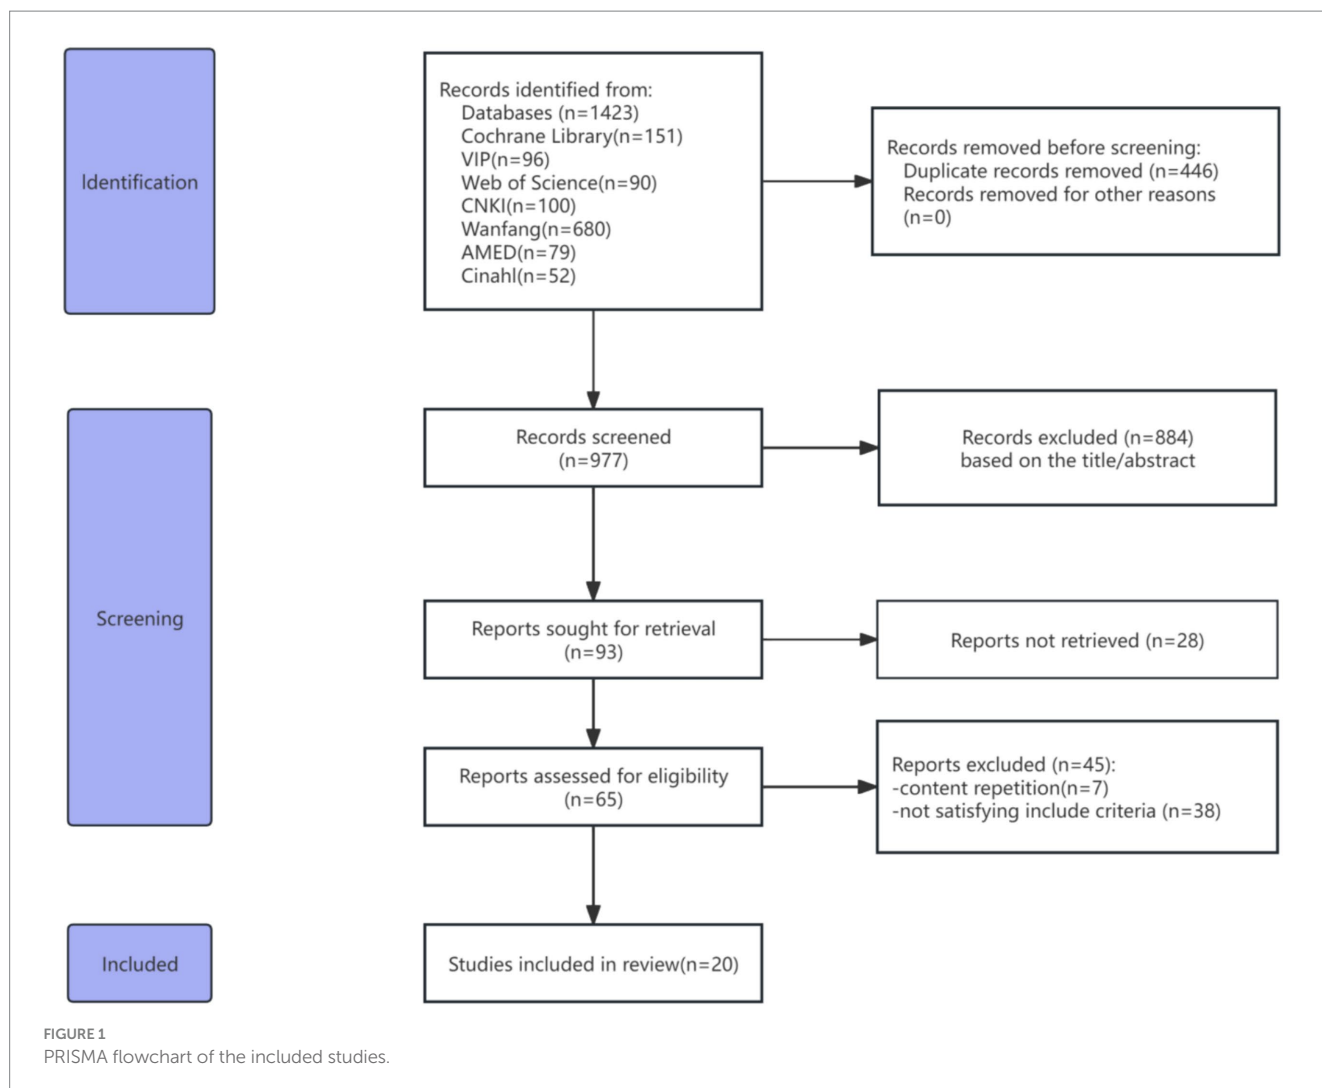 Identification
Records identified from:
Databases (n=1423)
Cochrane Library(n=151)
VIP(n=96)
Web of Science(n=90)
CNKI(n=100)
Wanfang(n=680)
AMED(n=79)
Cinahl(n=52)
Records removed before screening:
Duplicate records removed (n=446)
Records removed for other reasons
(n=0)
Screening
Records screened
(n=977)
Records excluded (n=884)
based on the title/abstract
Reports sought for retrieval
(n=93)
Reports not retrieved (n=28)
Reports assessed for eligibility
(n=65)
Reports excluded (n=45):
-content repetition(n=7)
-not satisfying include criteria (n=38)
Included
Studies included in review(n=20)
FIGURE 1
PRISMA flowchart of the included studies.